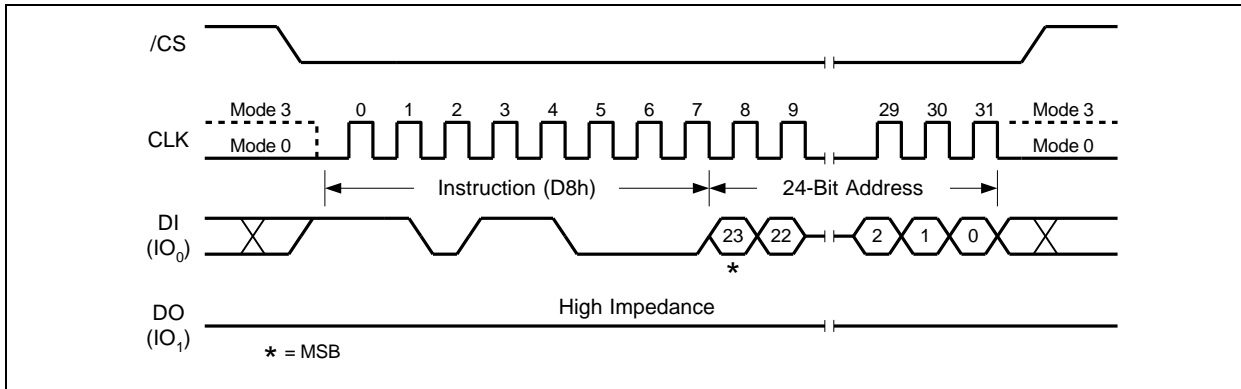 /CS
Mode 3 0 1 2 3 4 5 6 7 8 9 29 30 31 Mode 3
CLK
Mode 0 Mode 0
Instruction (D8h) 24-Bit Address
DI
(IO0)
23 22 2 1 0
*
High Impedance
DO
(IO1)
* = MSB